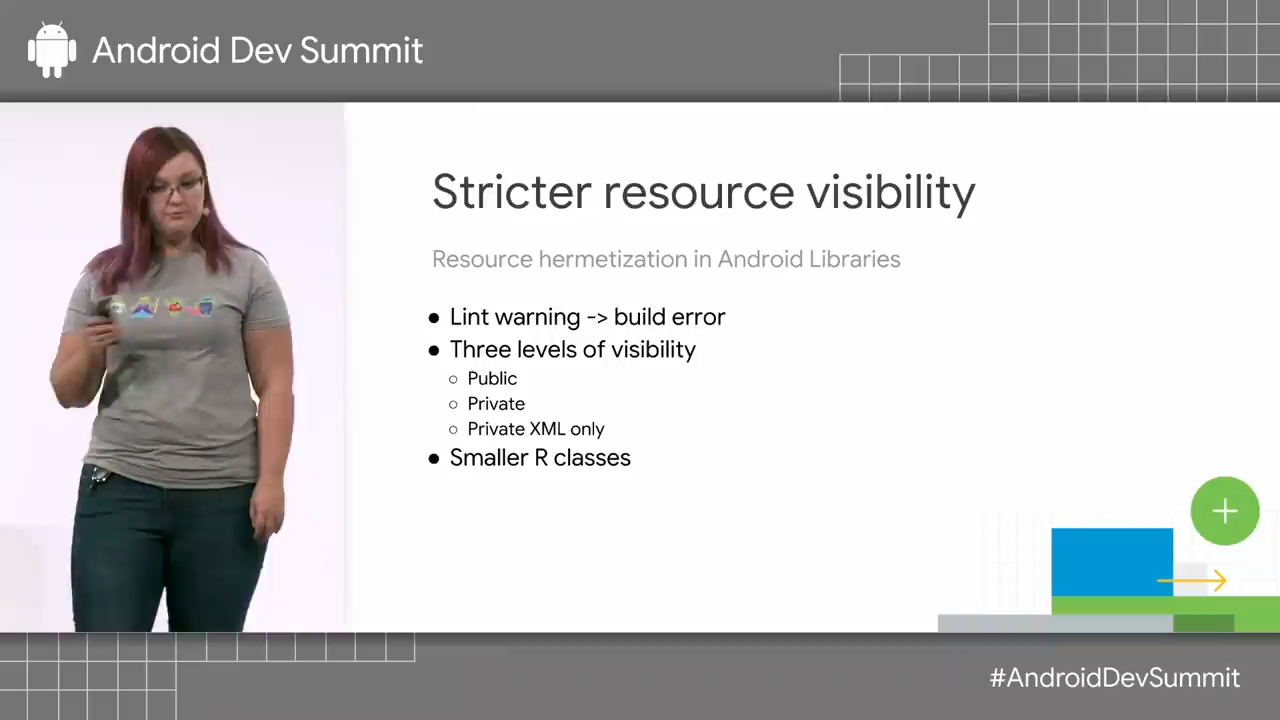 Android Dev Summit
Stricter resource visibility
Resource hermetization in Android Libraries
● Lint warning -> build error
● Three levels of visibility
○ Public
○ Private
○ Private XML only
● Smaller R classes
#AndroidDevSummit